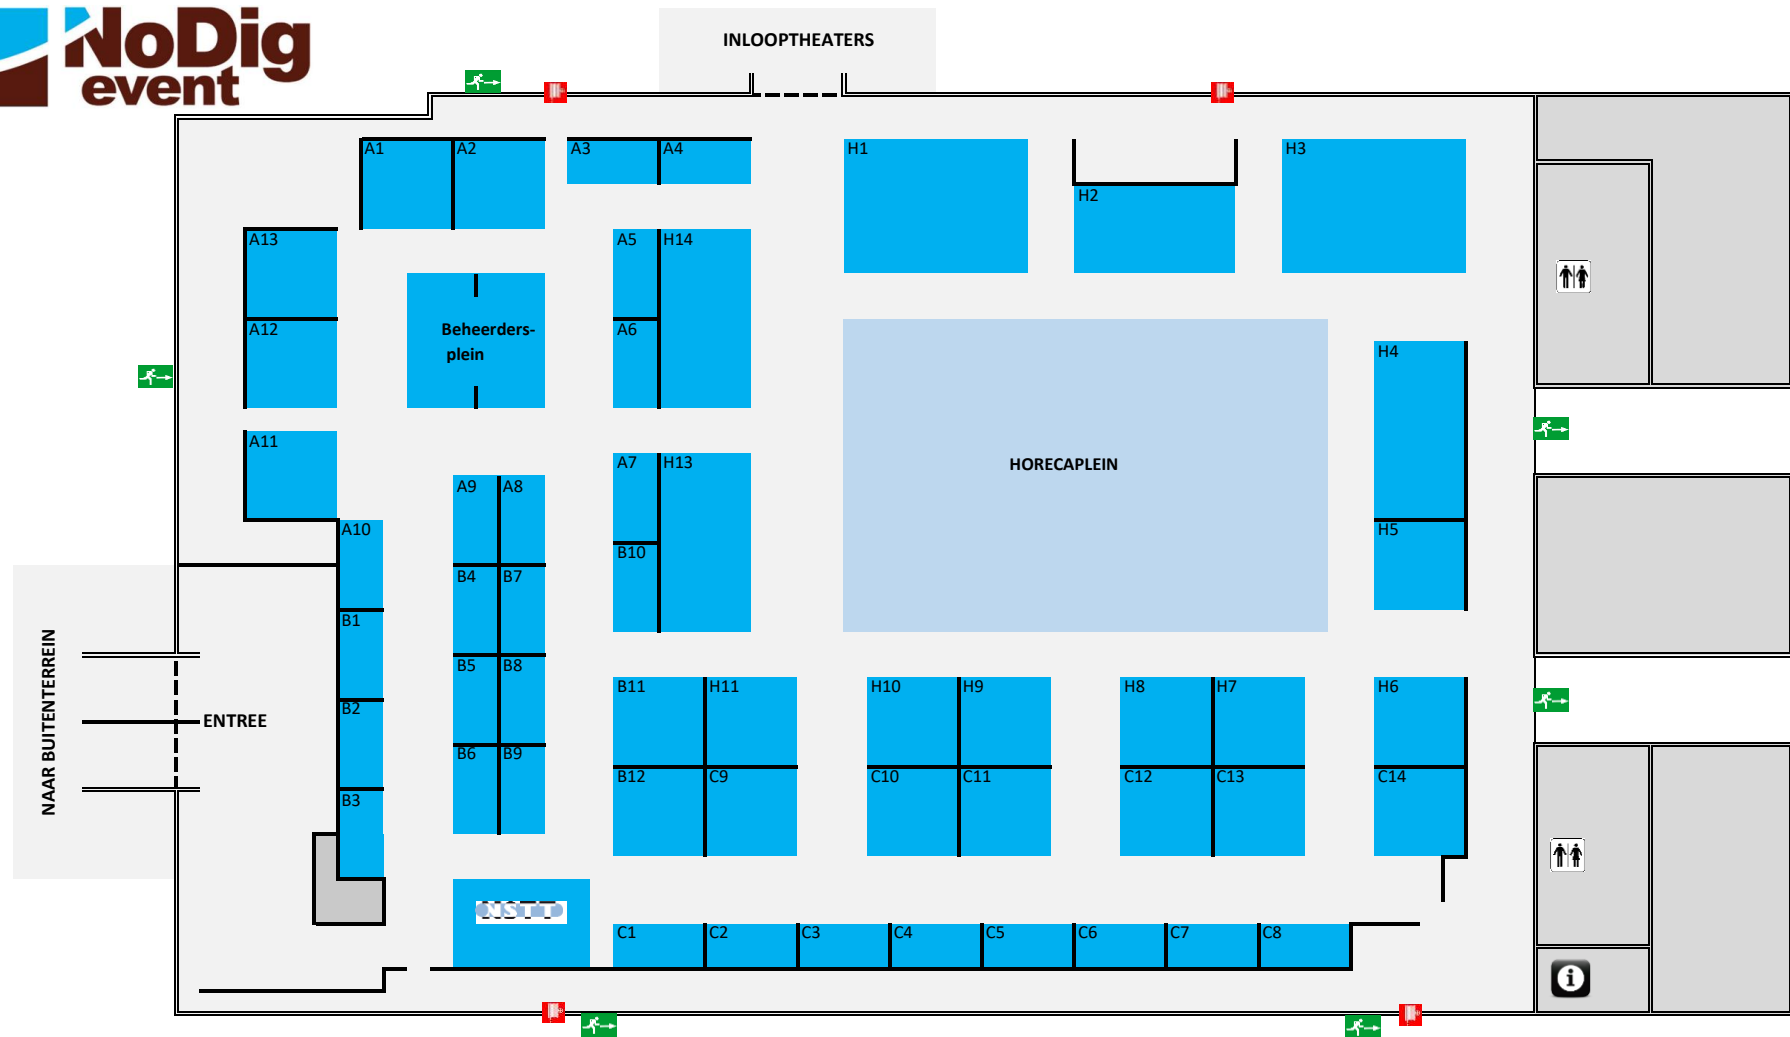 NoDig
event
INLOOPTHEATERS
A1
A2
A3
A4
H1
H2
H3
A13
A5
H14
A12
A6
Beheerders-
plein
H4
A11
A7
H13
HORECAPLEIN
A9
A8
A10
B10
H5
B4
B7
B1
B5
B8
B2
ENTREE
NAAR BUITENTERREIN
B11
H11
H10
H9
H8
H7
H6
B6
B9
B3
B12
C9
C10
C11
C12
C13
C14
NSTT
C1
C2
C3
C4
C5
C6
C7
C8
i